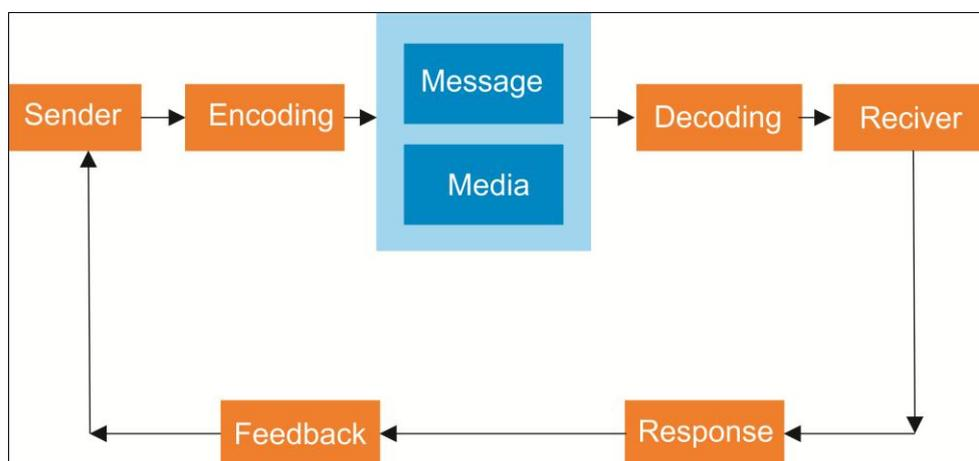 Sender
Encoding
Message
Media
Decoding
Reciver
Feedback
Response